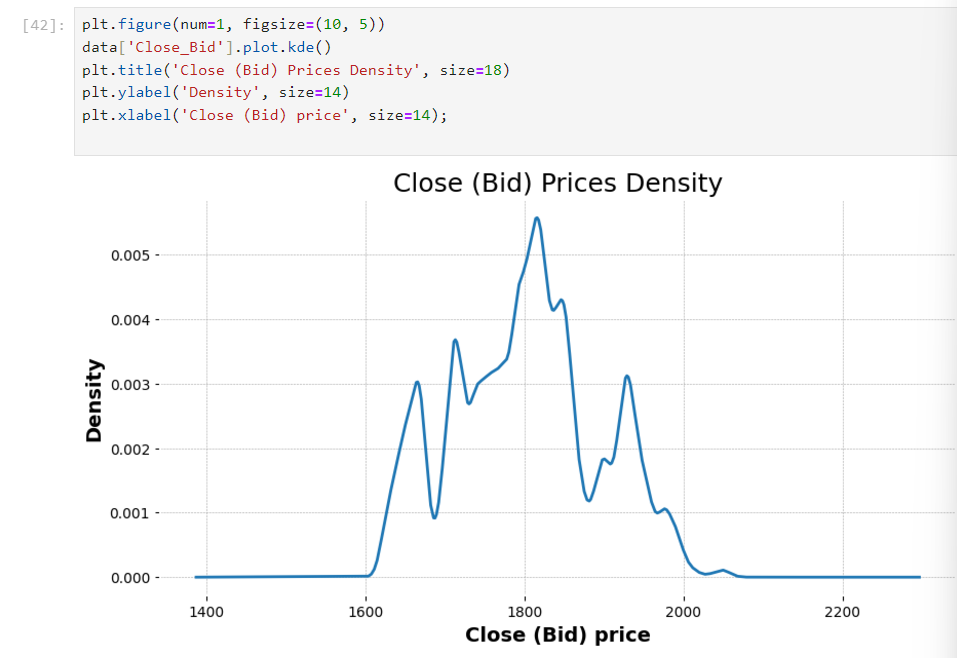 [42]: plt.figure(num=1, figsize=(10, 5))
data['Close_Bid'].plot.kde()
plt.title('Close (Bid) Prices Density', size=18)
plt.ylabel('Density', size=14)
plt.xlabel('Close (Bid) price', size=14);
Close (Bid) Prices Density
0.005
0.004
0.003
0.002
0.001
0.000
Density
1400 1600 1800 2000 2200
Close (Bid) price